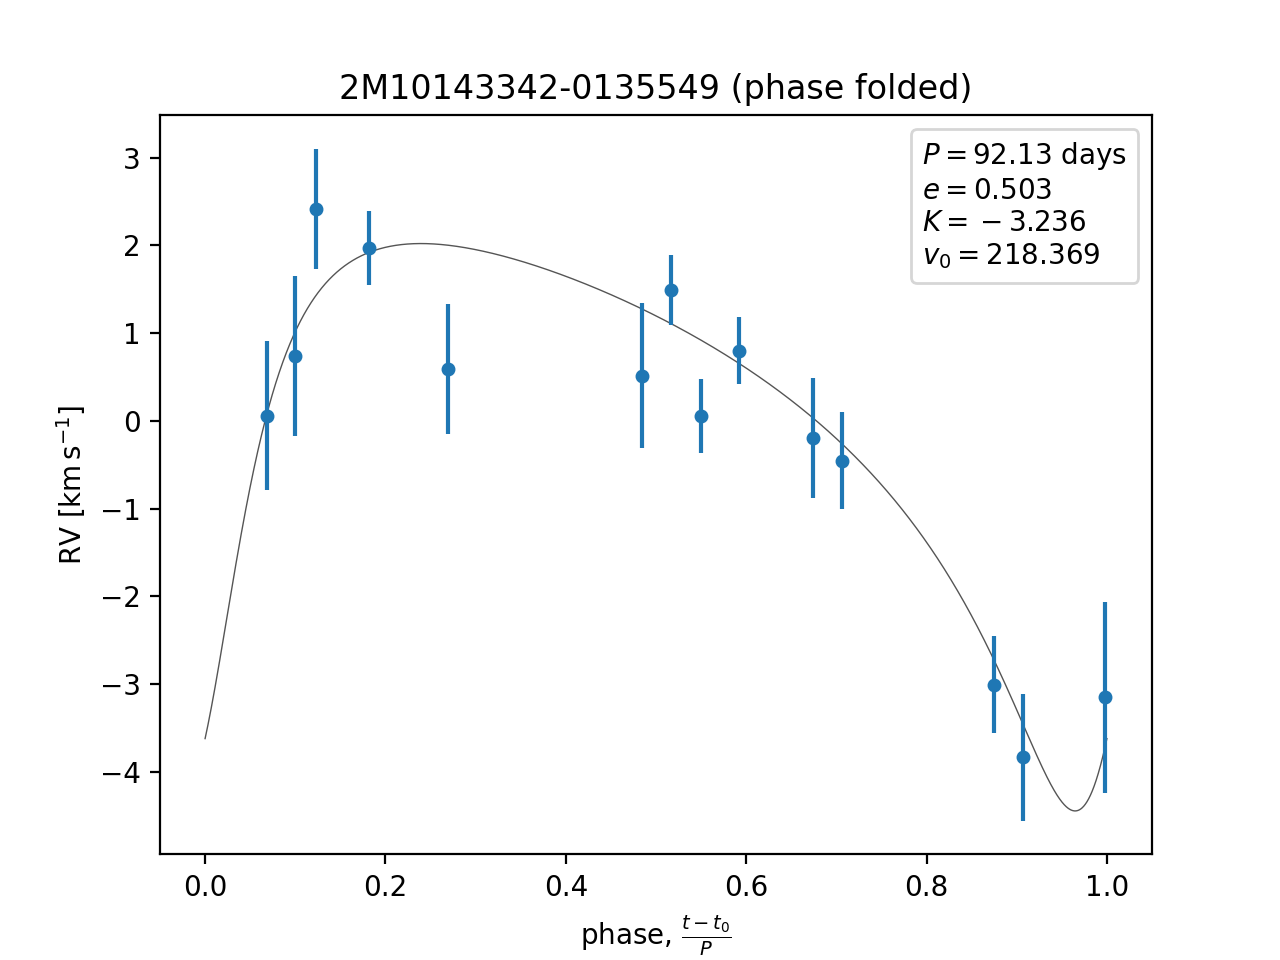 2M10143342-0135549 (phase folded)
P = 92.13 days
e = 0.503
K = −3.236
v₀ = 218.369
3
2
1
0
−1
−2
−3
−4
RV [km s⁻¹]
0.0 0.2 0.4 0.6 0.8 1.0
phase, (t − t₀)/P